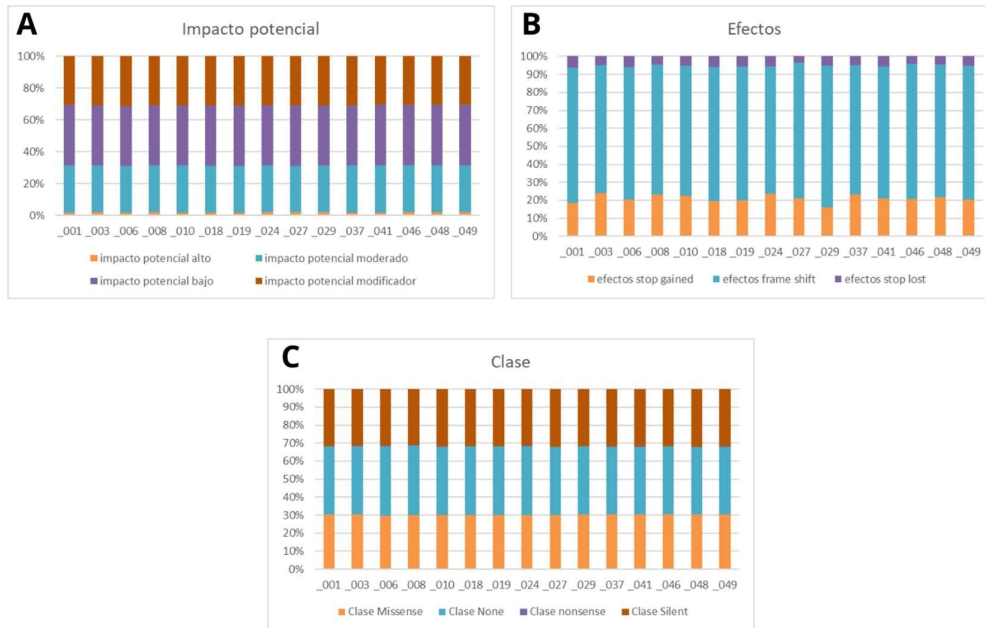 A
Impacto potencial
100%
80%
60%
40%
20%
0%
_001 _003 _006 _008 _010 _018 _019 _024 _027 _029 _037 _041 _046 _048 _049
impacto potencial alto impacto potencial moderado
impacto potencial bajo impacto potencial modificador
B
Efectos
100%
90%
80%
70%
60%
50%
40%
30%
20%
10%
0%
_001 _003 _006 _008 _010 _018 _019 _024 _027 _029 _037 _041 _046 _048 _049
efectos stop gained efectos frame shift efectos stop lost
C
Clase
100%
90%
80%
70%
60%
50%
40%
30%
20%
10%
0%
_001 _003 _006 _008 _010 _018 _019 _024 _027 _029 _037 _041 _046 _048 _049
Clase Missense Clase None Clase nonsense Clase Silent